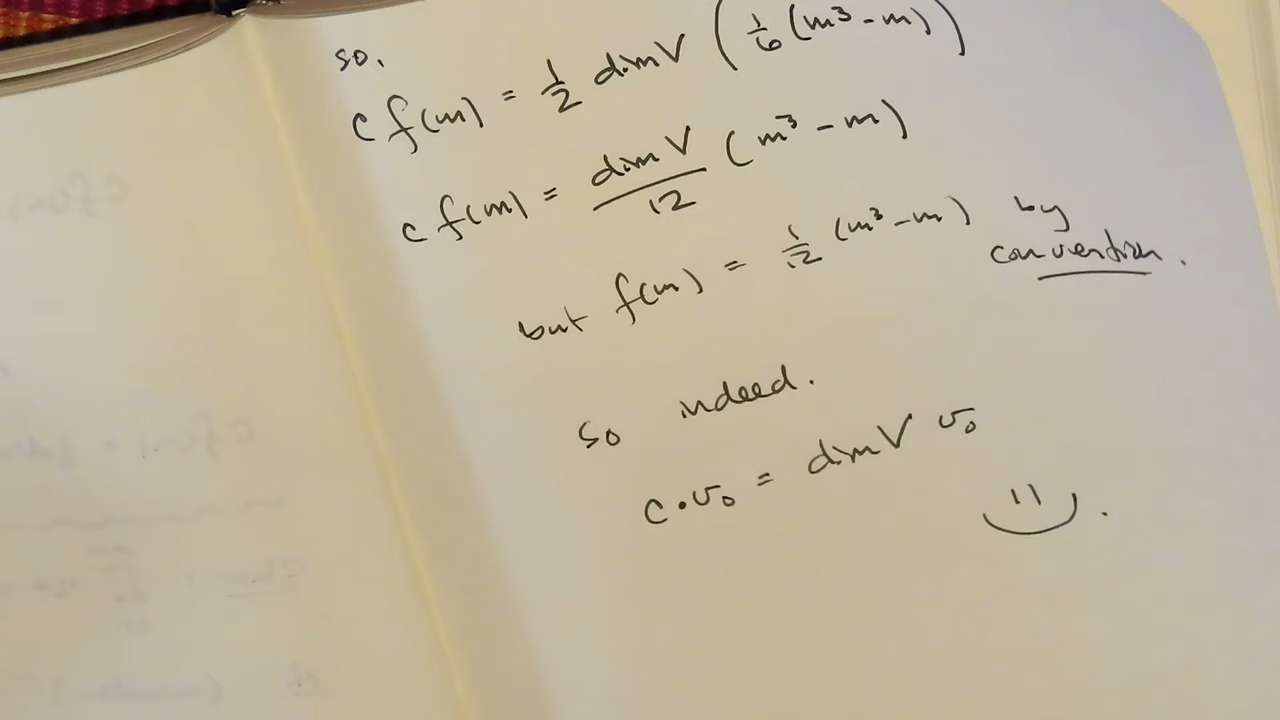 so.
c f(m) = 1/2 dim V ( 1/6 (m³ - m) )
c f(m) = dim V / 12 (m³ - m)
but f(m) = 1/12 (m³ - m) by convention.
so indeed.
c · v₀ = dim V v₀